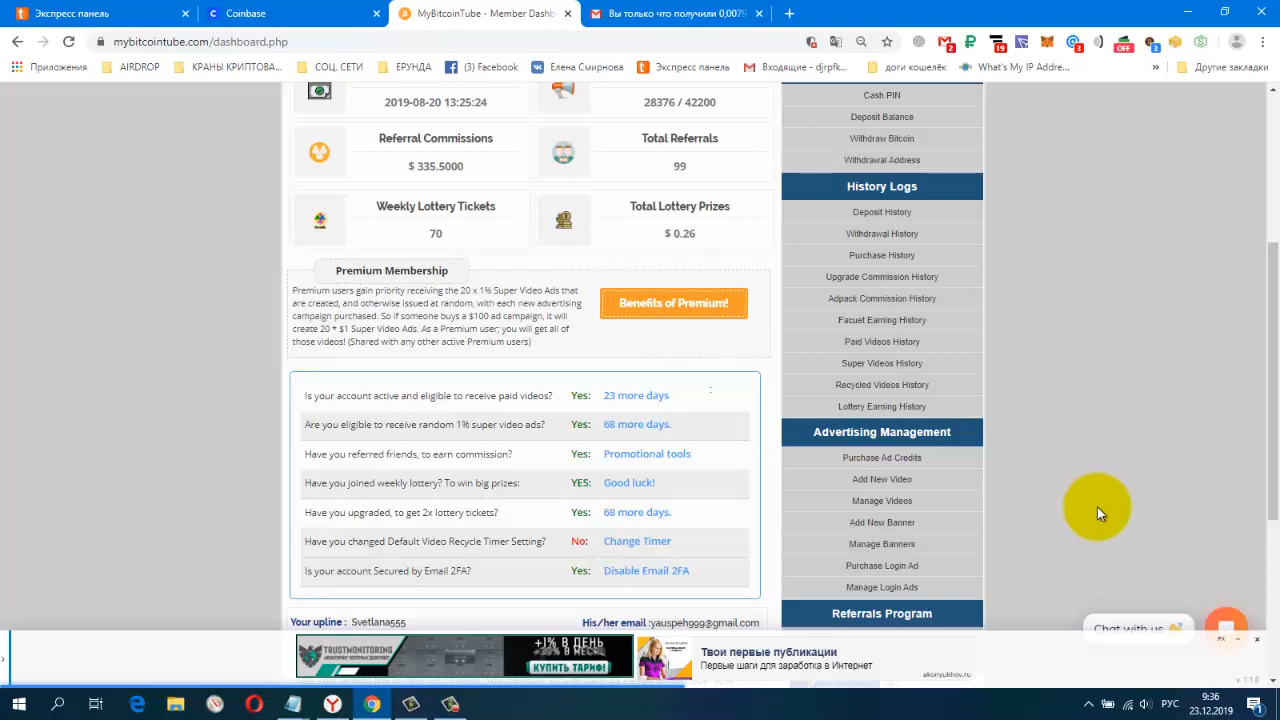 Экспресс панель
Coinbase
MyBitcoinTube - Member Dashb
Вы только что получили 0,0079
mybitcointube.com/dashboard.php
2
19
3
OFF
3
Приложения
AIRDROP
КРАНЫ КРИПТОВА...
СОЦ. СЕТИ
ЕРУНДА
(3) Facebook
Елена Смирнова
Экспресс панель
Входящие - djrpfk...
доги кошелёк
What's My IP Addre...
»
Другие закладки
2019-08-20 13:25:24
28376 / 42200
Referral Commissions
$ 335.5000
Total Referrals
99
Weekly Lottery Tickets
70
Total Lottery Prizes
$ 0.26
Premium Membership
Premium users gain priority receiving the 20 x 1% Super Video Ads that
are created, and otherwise issued at random, with each new advertising
campaign purchased. So if someone buys a $100 ad campaign, it will
create 20 * $1 Super Video Ads. As a Premium user; you will get all of
those videos! (Shared with any other active Premium users)
Benefits of Premium!
Is your account active and eligible to receive paid videos? Yes: 23 more days
Are you eligible to receive random 1% super video ads? Yes: 68 more days.
Have you referred friends, to earn commission? Yes: Promotional tools
Have you joined weekly lottery? To win big prizes: YES: Good luck!
Have you upgraded, to get 2x lottery tickets? Yes: 68 more days.
Have you changed Default Video Recycle Timer Setting? No: Change Timer
Is your account Secured by Email 2FA? Yes: Disable Email 2FA
Your upline : Svetlana555
His/her email :yauspeh999@gmail.com
Cash PIN
Deposit Balance
Withdraw Bitcoin
Withdrawal Address
History Logs
Deposit History
Withdrawal History
Purchase History
Upgrade Commission History
Adpack Commission History
Facuet Earning History
Paid Videos History
Super Videos History
Recycled Videos History
Lottery Earning History
Advertising Management
Purchase Ad Credits
Add New Video
Manage Videos
Add New Banner
Manage Banners
Purchase Login Ad
Manage Login Ads
Referrals Program
Chat with us
TRUSTMONITORING
+1% В ДЕНЬ
КУПИТЬ ТАРИФ!
Твои первые публикации
Первые шаги для заработка в Интернет
akonyukhov.ru
v 1.1.0
РУС
9:36
23.12.2019
1